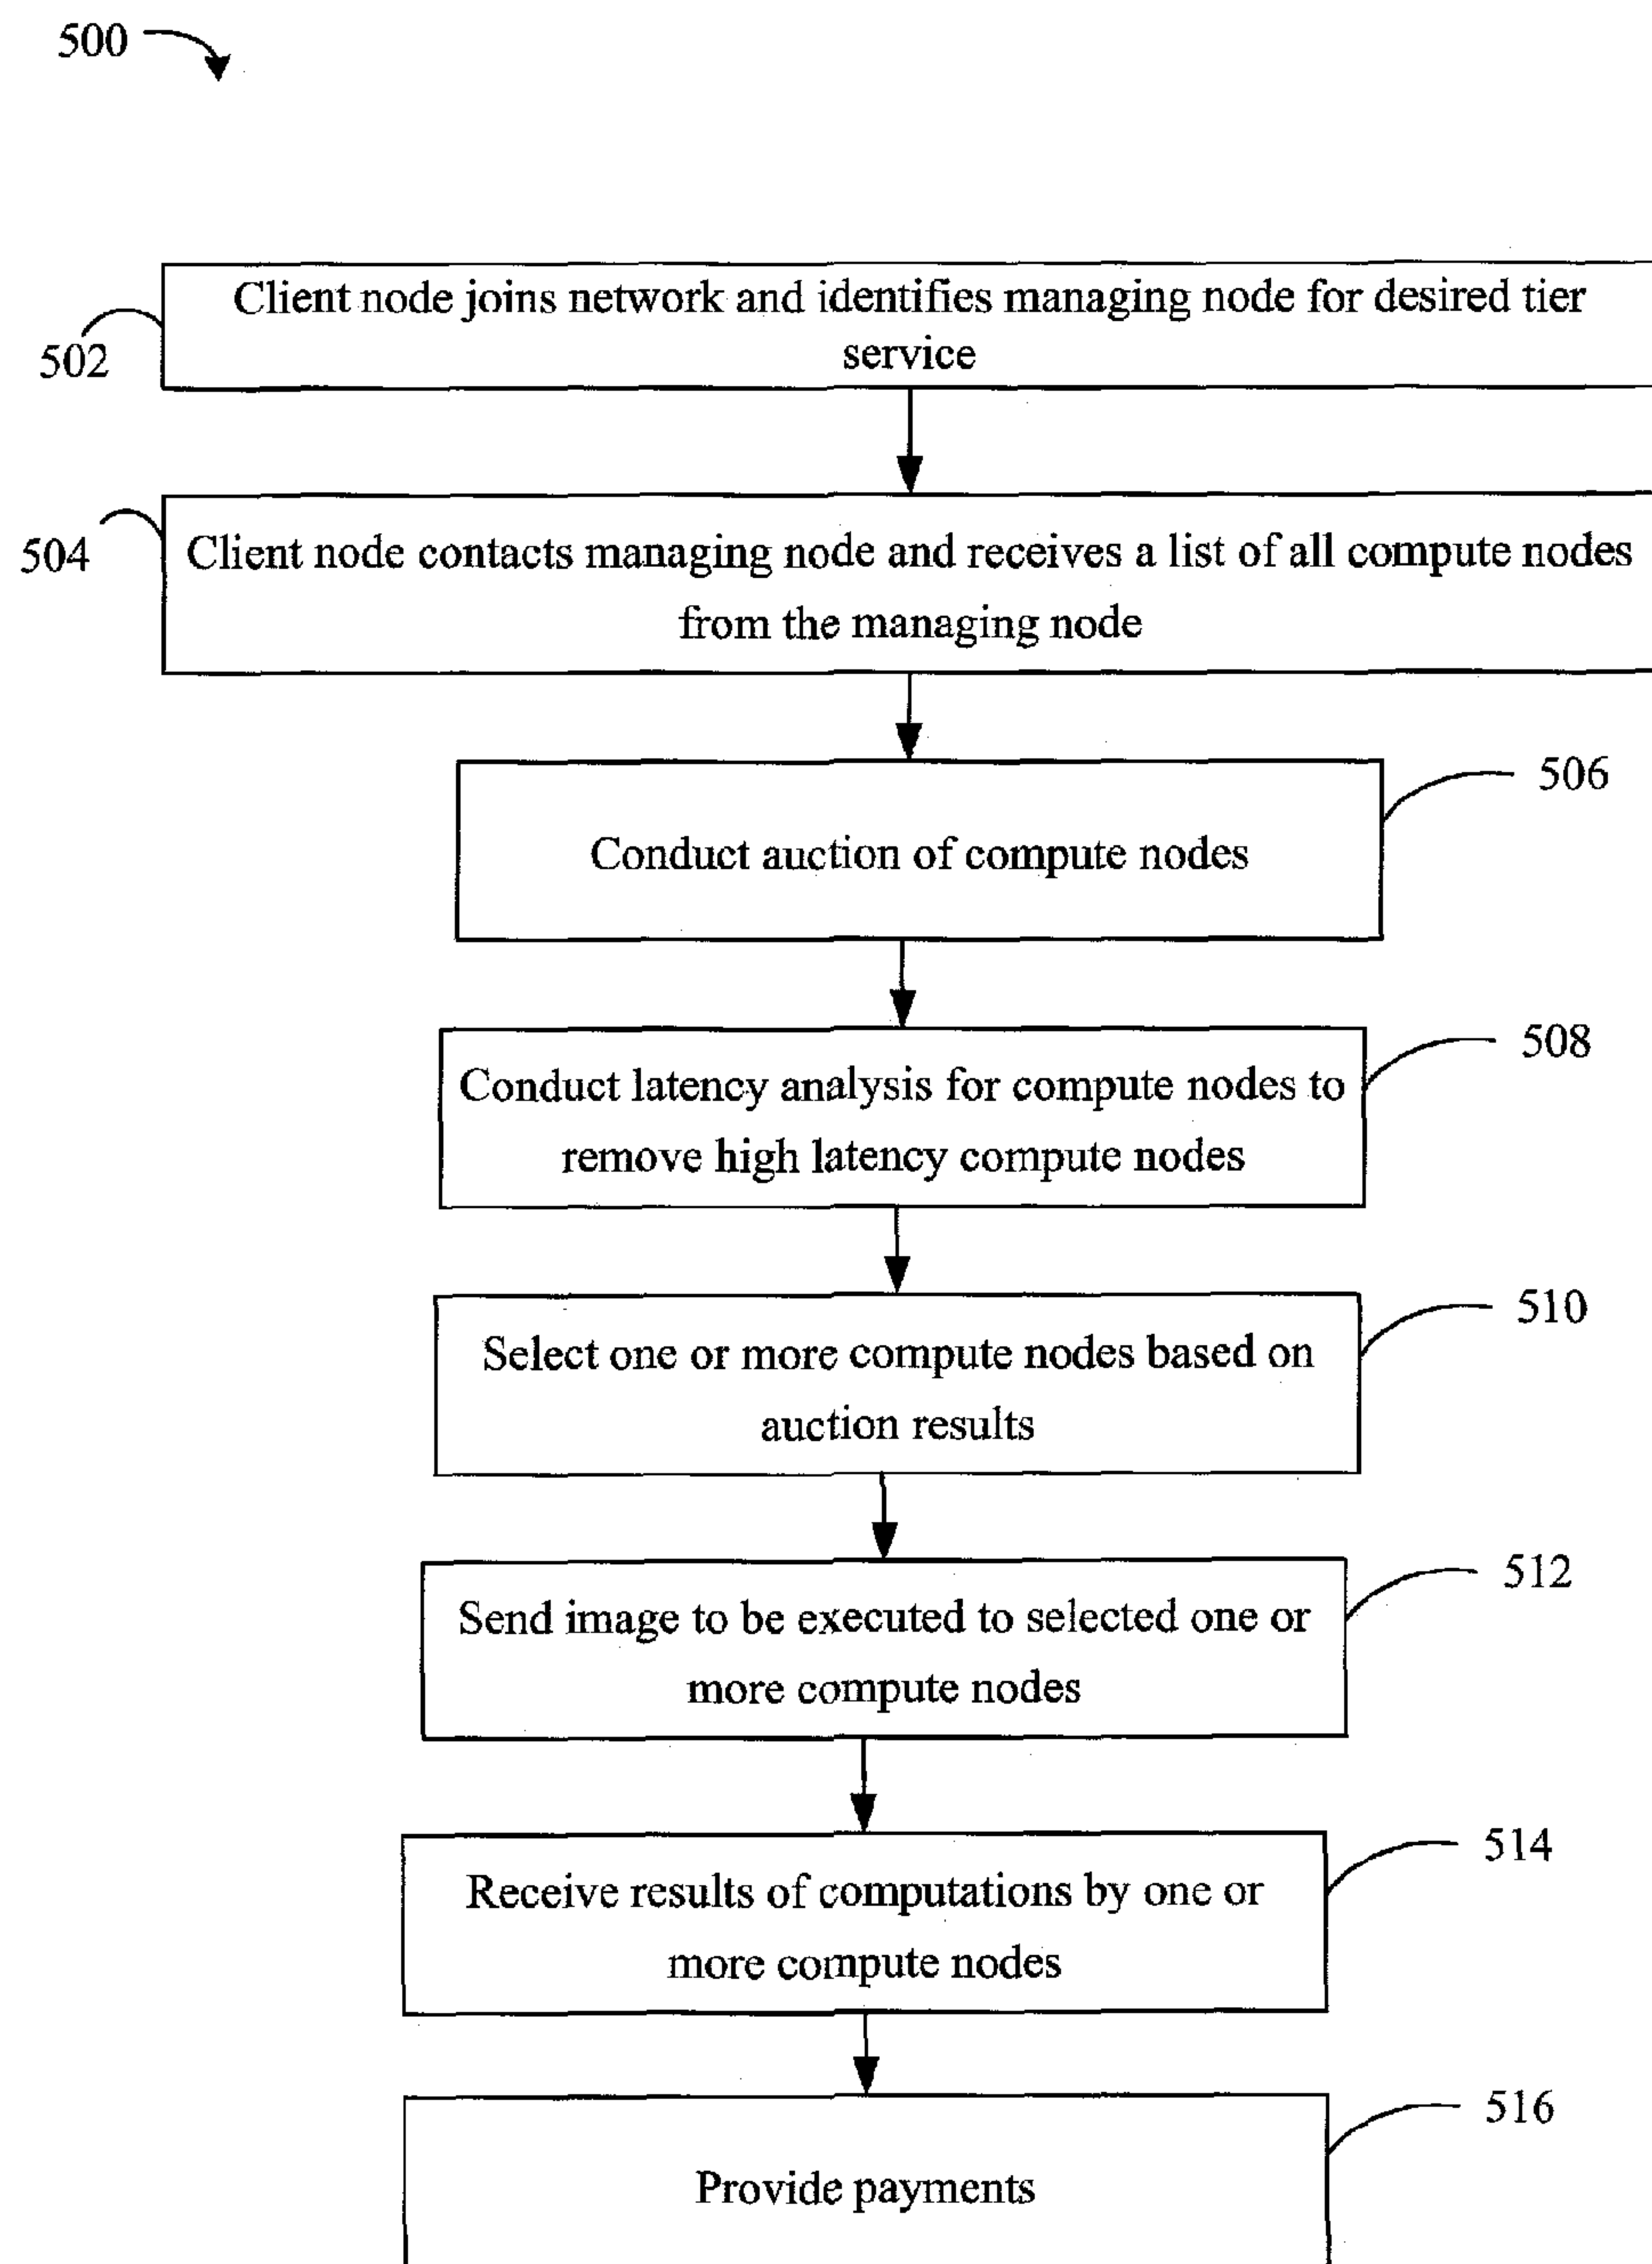 500
Client node joins network and identifies managing node for desired tier
service
502
504
Client node contacts managing node and receives a list of all compute nodes
from the managing node
506
Conduct auction of compute nodes
508
Conduct latency analysis for compute nodes to
remove high latency compute nodes
510
Select one or more compute nodes based on
auction results
512
Send image to be executed to selected one or
more compute nodes
514
Receive results of computations by one or
more compute nodes
516
Provide payments